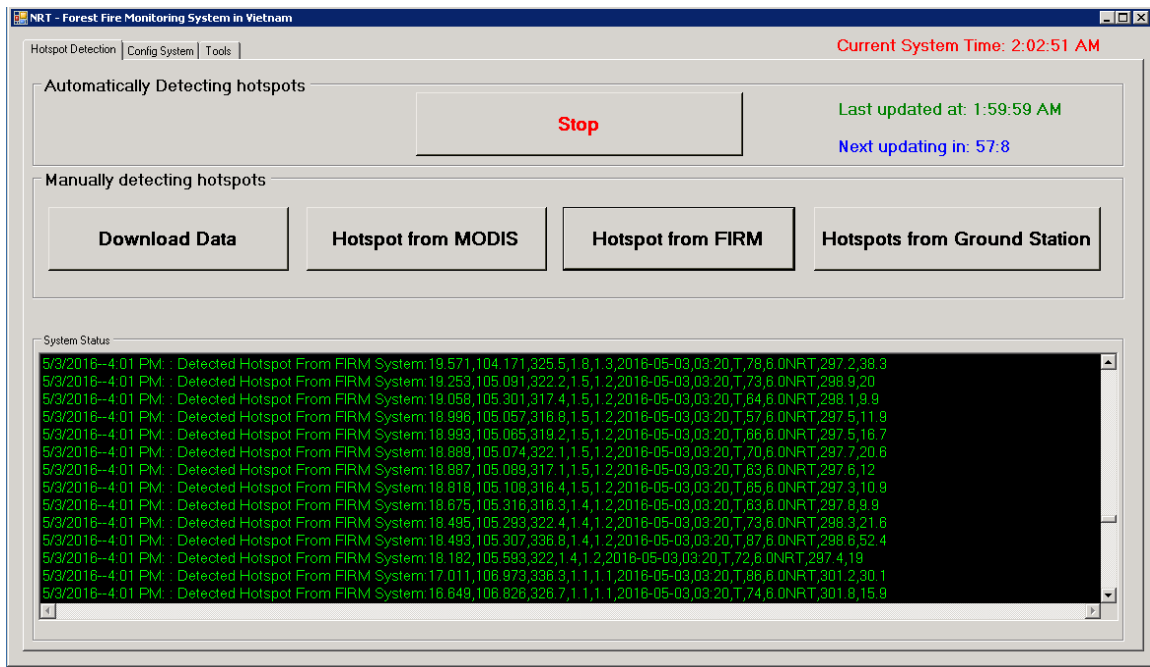 NRT - Forest Fire Monitoring System in Vietnam
Hotspot Detection Config System Tools
Current System Time: 2:02:51 AM
Automatically Detecting hotspots
Stop
Last updated at: 1:59:59 AM
Next updating in: 57:8
Manually detecting hotspots
Download Data Hotspot from MODIS Hotspot from FIRM Hotspots from Ground Station
System Status
5/3/2016--4:01 PM: : Detected Hotspot From FIRM System:19.571,104.171,325.5,1.8,1.3,2016-05-03,03:20,T,78,6.0NRT,297.2,38.3
5/3/2016--4:01 PM: : Detected Hotspot From FIRM System:19.253,105.091,322.2,1.5,1.2,2016-05-03,03:20,T,73,6.0NRT,298.9,20
5/3/2016--4:01 PM: : Detected Hotspot From FIRM System:19.058,105.301,317.4,1.5,1.2,2016-05-03,03:20,T,64,6.0NRT,298.1,9.9
5/3/2016--4:01 PM: : Detected Hotspot From FIRM System:18.996,105.057,316.8,1.5,1.2,2016-05-03,03:20,T,57,6.0NRT,297.5,11.9
5/3/2016--4:01 PM: : Detected Hotspot From FIRM System:18.993,105.065,319.2,1.5,1.2,2016-05-03,03:20,T,66,6.0NRT,297.5,16.7
5/3/2016--4:01 PM: : Detected Hotspot From FIRM System:18.889,105.074,322.1,1.5,1.2,2016-05-03,03:20,T,70,6.0NRT,297.7,20.6
5/3/2016--4:01 PM: : Detected Hotspot From FIRM System:18.887,105.089,317.1,1.5,1.2,2016-05-03,03:20,T,63,6.0NRT,297.6,12
5/3/2016--4:01 PM: : Detected Hotspot From FIRM System:18.818,105.108,316.4,1.5,1.2,2016-05-03,03:20,T,65,6.0NRT,297.3,10.9
5/3/2016--4:01 PM: : Detected Hotspot From FIRM System:18.675,105.316,316.3,1.4,1.2,2016-05-03,03:20,T,63,6.0NRT,297.8,9.9
5/3/2016--4:01 PM: : Detected Hotspot From FIRM System:18.495,105.293,322.4,1.4,1.2,2016-05-03,03:20,T,73,6.0NRT,298.3,21.6
5/3/2016--4:01 PM: : Detected Hotspot From FIRM System:18.493,105.307,336.8,1.4,1.2,2016-05-03,03:20,T,87,6.0NRT,298.6,52.4
5/3/2016--4:01 PM: : Detected Hotspot From FIRM System:18.182,105.593,322,1.4,1.2,2016-05-03,03:20,T,72,6.0NRT,297.4,19
5/3/2016--4:01 PM: : Detected Hotspot From FIRM System:17.011,106.973,336.3,1.1,1.1,2016-05-03,03:20,T,86,6.0NRT,301.2,30.1
5/3/2016--4:01 PM: : Detected Hotspot From FIRM System:16.649,106.826,326.7,1.1,1.1,2016-05-03,03:20,T,74,6.0NRT,301.8,15.9